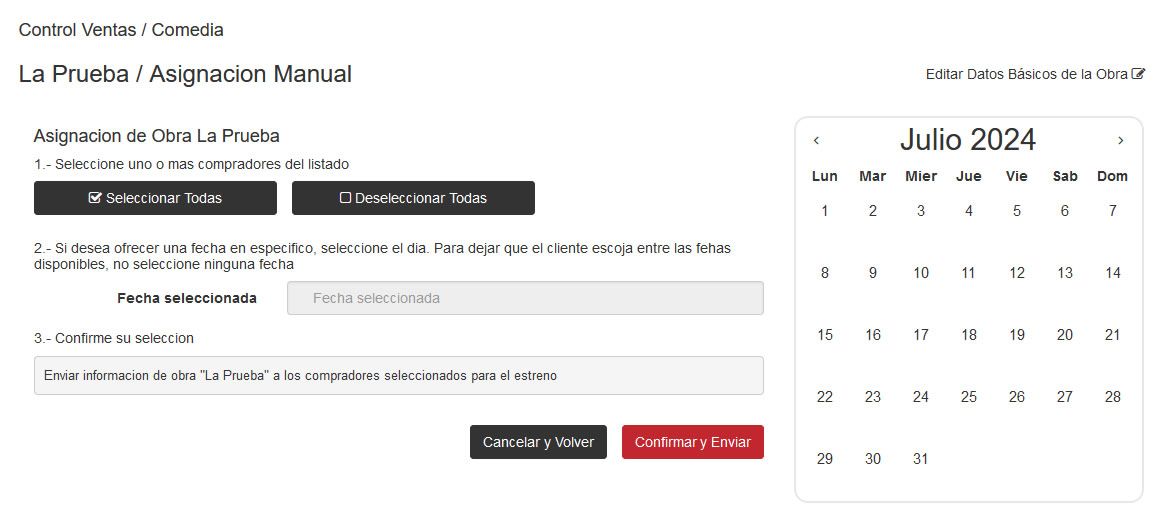 Control Ventas / Comedia
La Prueba / Asignacion Manual
Editar Datos Básicos de la Obra
Asignacion de Obra La Prueba
1.- Seleccione uno o mas compradores del listado
Seleccionar Todas
Deseleccionar Todas
2.- Si desea ofrecer una fecha en especifico, seleccione el dia. Para dejar que el cliente escoja entre las fehas
disponibles, no seleccione ninguna fecha
Fecha seleccionada
Fecha seleccionada
3.- Confirme su seleccion
Enviar informacion de obra "La Prueba" a los compradores seleccionados para el estreno
Cancelar y Volver
Confirmar y Enviar
‹ Julio 2024 ›
Lun Mar Mier Jue Vie Sab Dom
1 2 3 4 5 6 7
8 9 10 11 12 13 14
15 16 17 18 19 20 21
22 23 24 25 26 27 28
29 30 31